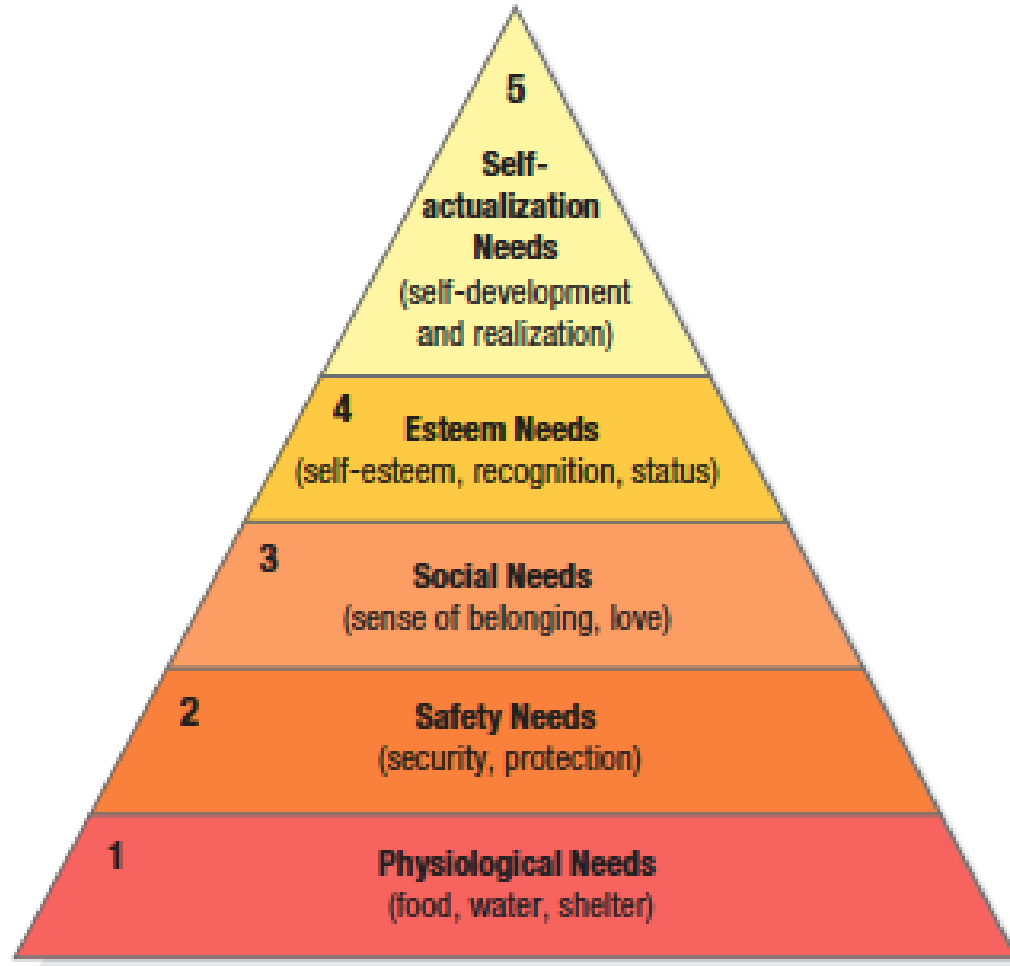 5
Self-
actualization
Needs
(self-development
and realization)
4
Esteem Needs
(self-esteem, recognition, status)
3
Social Needs
(sense of belonging, love)
2
Safety Needs
(security, protection)
1
Physiological Needs
(food, water, shelter)